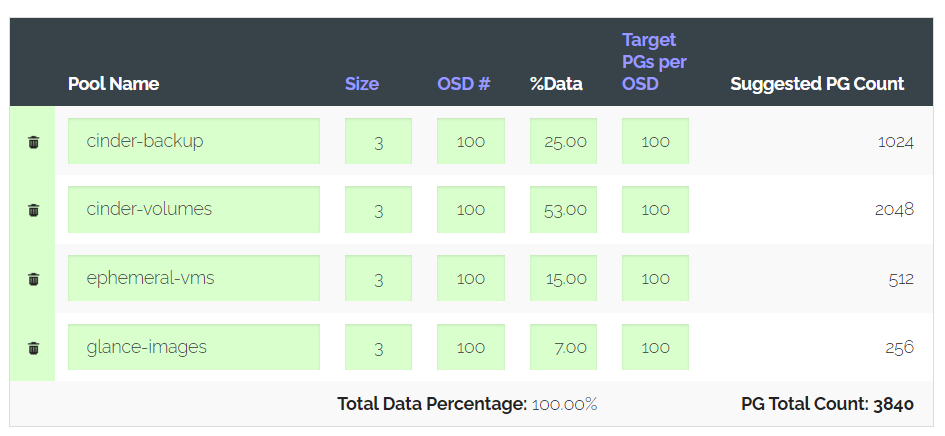 Pool Name Size OSD # %Data Target PGs per OSD Suggested PG Count
cinder-backup 3 100 25.00 100 1024
cinder-volumes 3 100 53.00 100 2048
ephemeral-vms 3 100 15.00 100 512
glance-images 3 100 7.00 100 256
Total Data Percentage: 100.00% PG Total Count: 3840